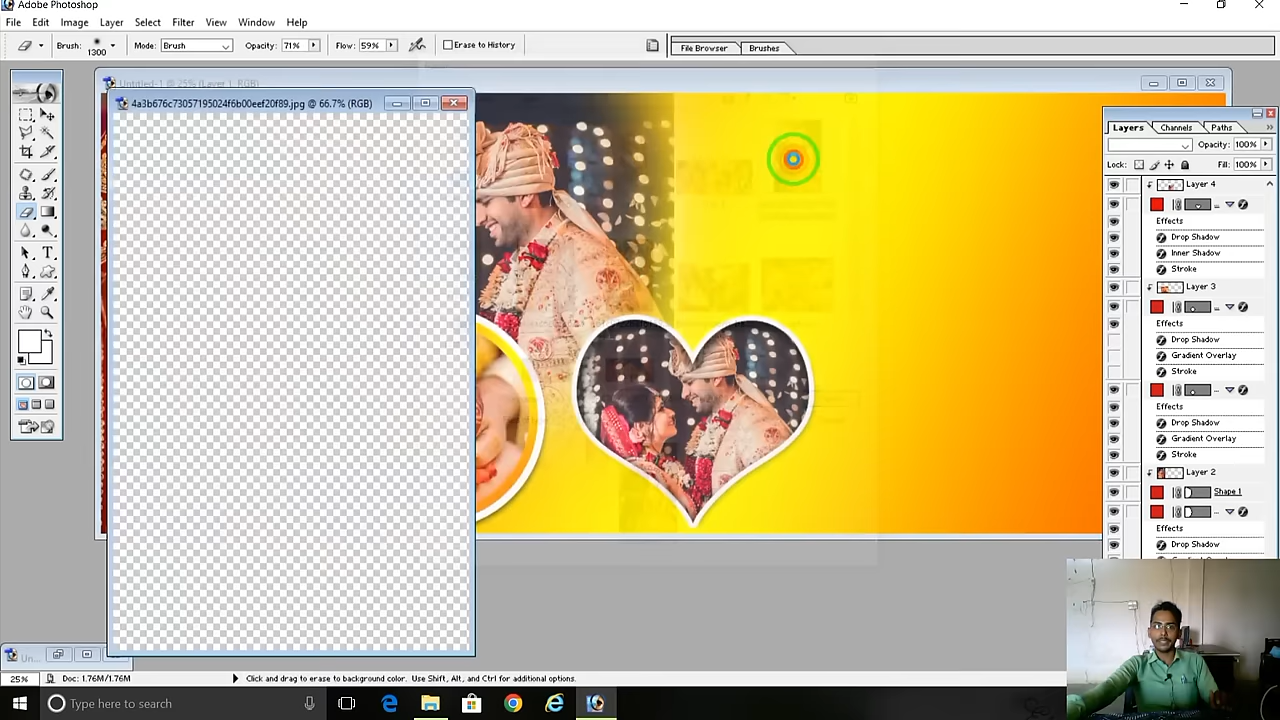 Adobe Photoshop
File Edit Image Layer Select Filter View Window Help
Brush: 1300 Mode: Brush Opacity: 71% Flow: 59% Erase to History File Browser Brushes
Untitled-1 @ 25% (Layer 1, RGB)
4a3b676c73057195024f6b00eef20f89.jpg @ 66.7% (RGB)
Layers Channels Paths
Opacity: 100%
Lock: Fill: 100%
Layer 4
Effects
Drop Shadow
Inner Shadow
Stroke
Layer 3
Effects
Drop Shadow
Gradient Overlay
Stroke
Effects
Drop Shadow
Gradient Overlay
Stroke
Layer 2
Shape 1
Effects
Drop Shadow
Un...
25% Doc: 1.76M/1.76M Click and drag to erase to background color. Use Shift, Alt, and Ctrl for additional options.
Type here to search